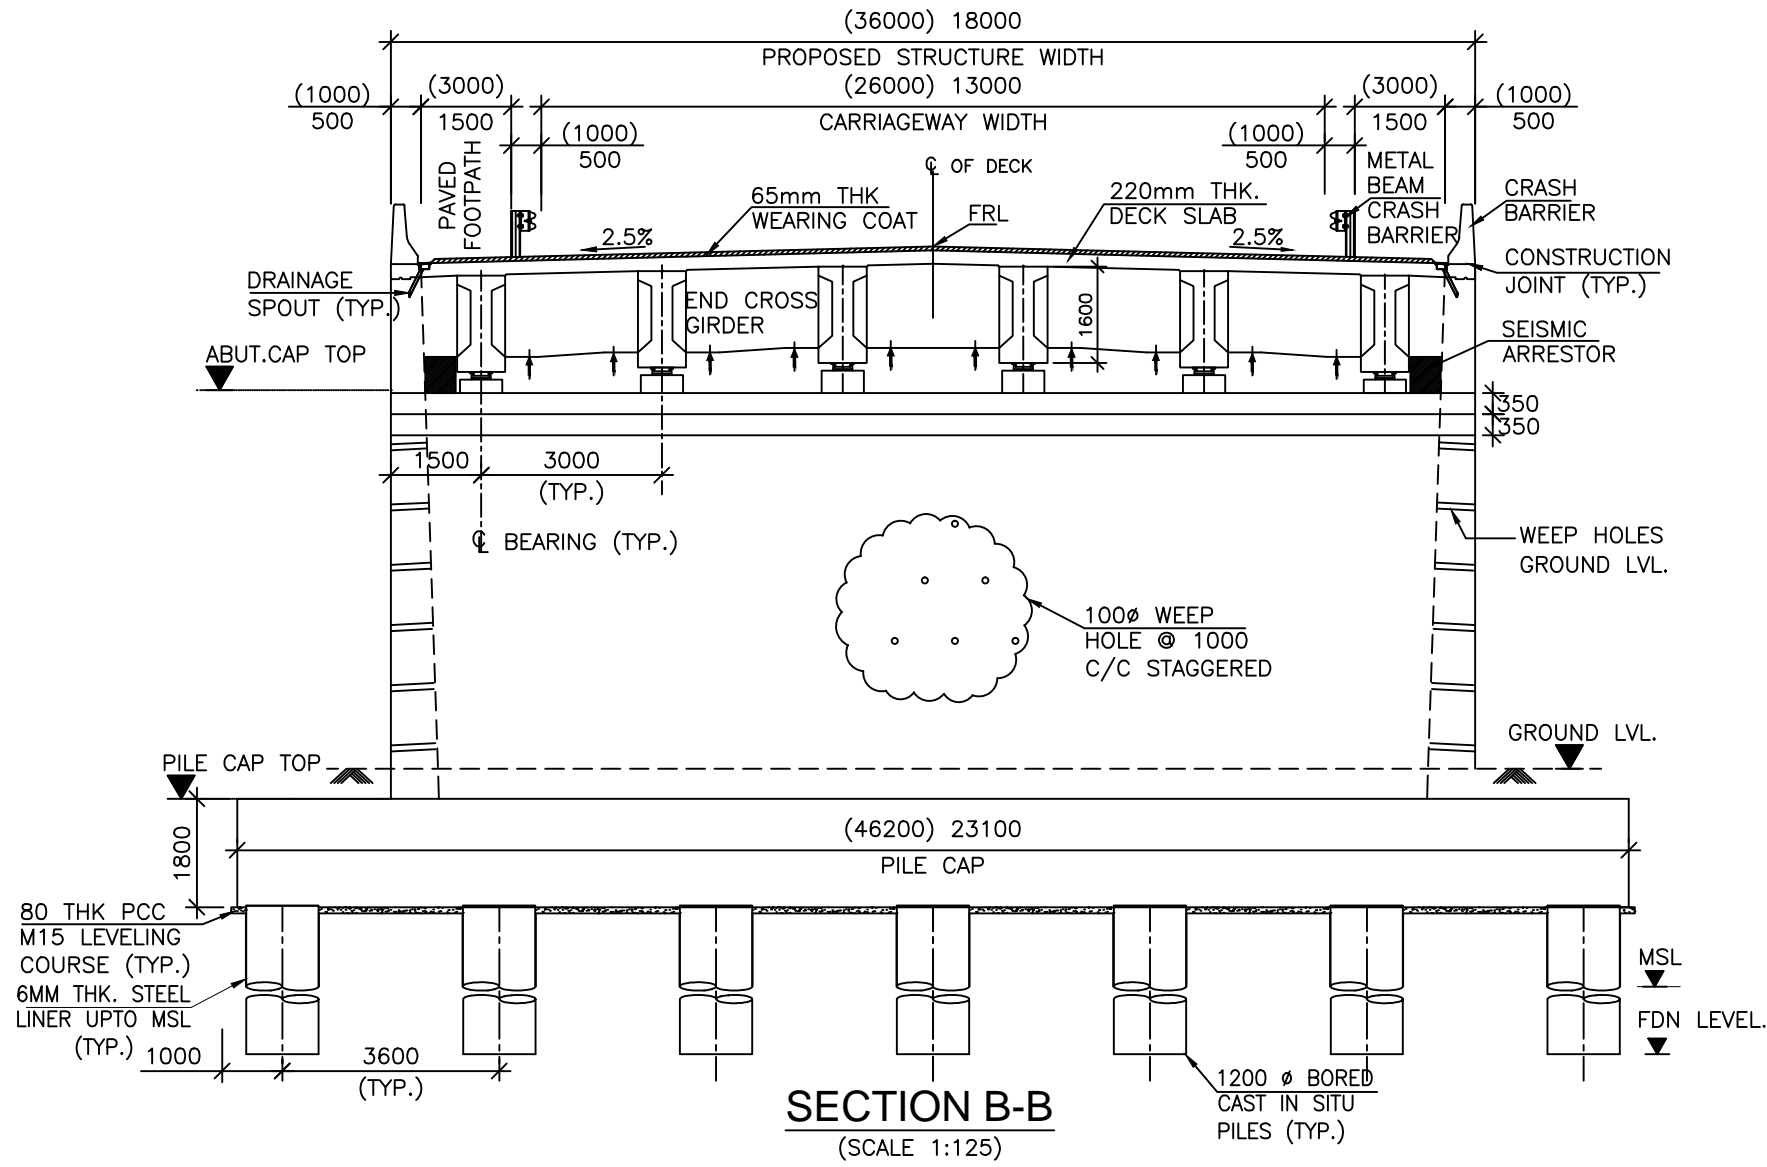 (36000) 18000
PROPOSED STRUCTURE WIDTH
(1000)
500
(3000)
1500
(26000) 13000
CARRIAGEWAY WIDTH
(3000)
1500
(1000)
500
(1000)
500
(1000)
500
PAVED
FOOTPATH
℄ OF DECK
65mm THK
WEARING COAT
FRL
220mm THK.
DECK SLAB
METAL
BEAM
CRASH
BARRIER
CRASH
BARRIER
2.5%
2.5%
DRAINAGE
SPOUT (TYP.)
CONSTRUCTION
JOINT (TYP.)
END CROSS
GIRDER
1600
SEISMIC
ARRESTOR
ABUT.CAP TOP
350
350
1500
3000
(TYP.)
℄ BEARING (TYP.)
WEEP HOLES
GROUND LVL.
100ø WEEP
HOLE @ 1000
C/C STAGGERED
GROUND LVL.
PILE CAP TOP
1800
(46200) 23100
PILE CAP
80 THK PCC
M15 LEVELING
COURSE (TYP.)
6MM THK. STEEL
LINER UPTO MSL
(TYP.)
MSL
FDN LEVEL.
1000
3600
(TYP.)
1200 ø BORED
CAST IN SITU
PILES (TYP.)
SECTION B-B
(SCALE 1:125)